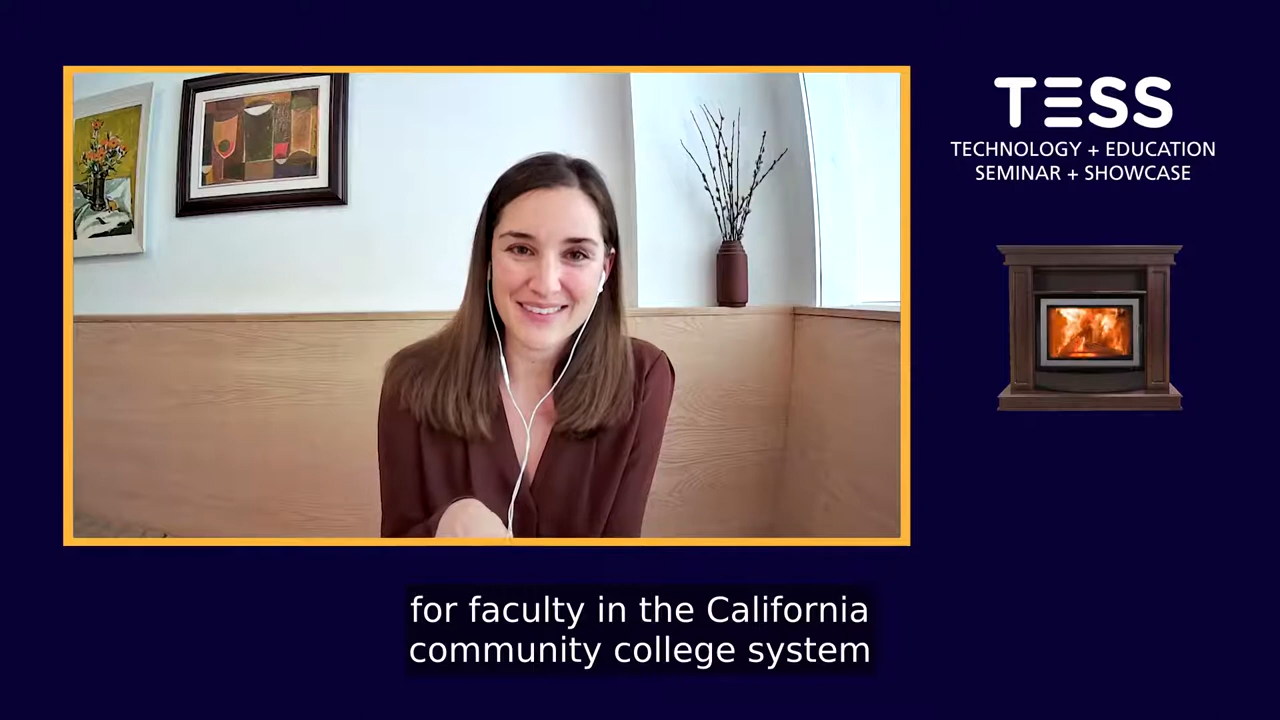 TESS
TECHNOLOGY + EDUCATION
SEMINAR + SHOWCASE
for faculty in the California
community college system